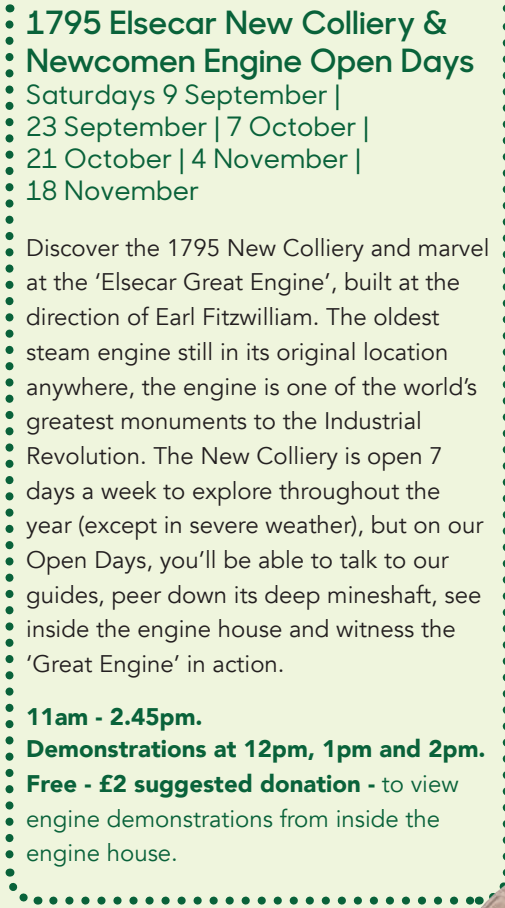 1795 Elsecar New Colliery &
Newcomen Engine Open Days
Saturdays 9 September |
23 September | 7 October |
21 October | 4 November |
18 November
Discover the 1795 New Colliery and marvel
at the ‘Elsecar Great Engine’, built at the
direction of Earl Fitzwilliam. The oldest
steam engine still in its original location
anywhere, the engine is one of the world’s
greatest monuments to the Industrial
Revolution. The New Colliery is open 7
days a week to explore throughout the
year (except in severe weather), but on our
Open Days, you’ll be able to talk to our
guides, peer down its deep mineshaft, see
inside the engine house and witness the
‘Great Engine’ in action.
11am - 2.45pm.
Demonstrations at 12pm, 1pm and 2pm.
Free - £2 suggested donation - to view
engine demonstrations from inside the
engine house.